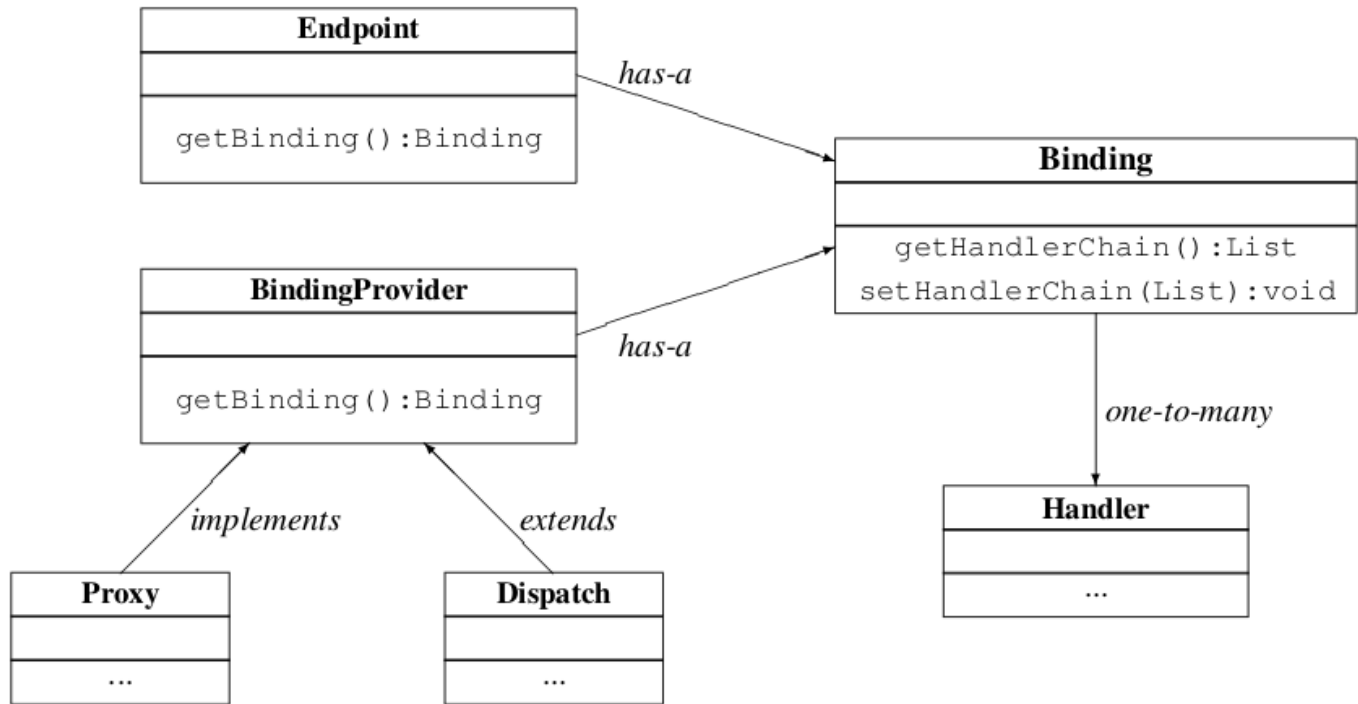 Endpoint
getBinding():Binding
has-a
Binding
getHandlerChain():List
setHandlerChain(List):void
BindingProvider
getBinding():Binding
has-a
one-to-many
implements
extends
Handler
...
Proxy
...
Dispatch
...